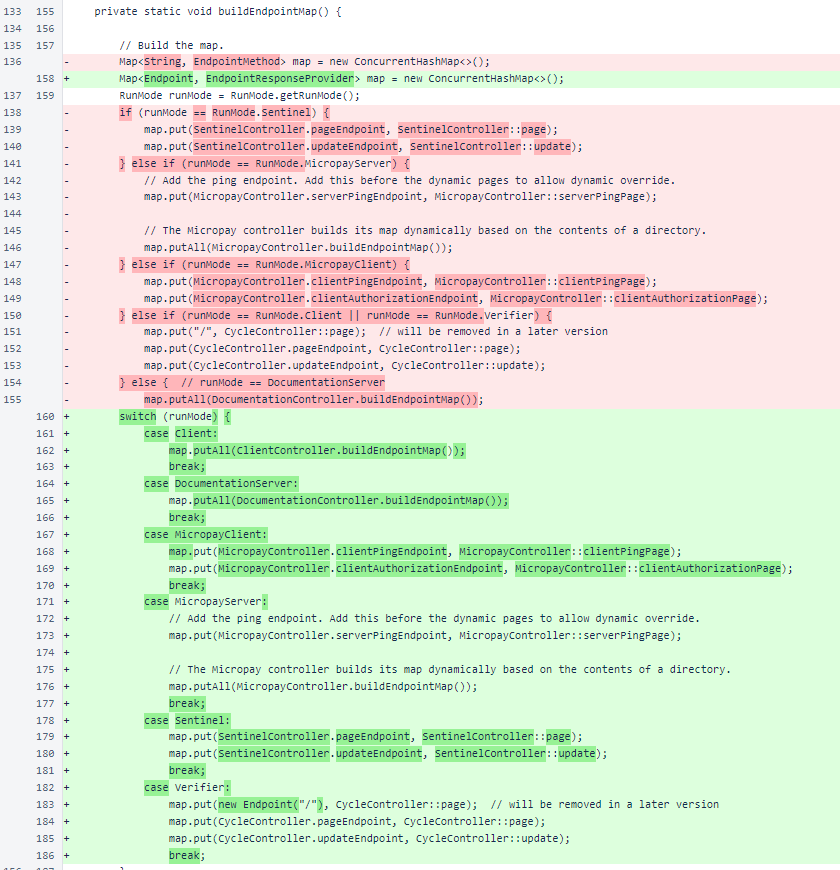 133 155 private static void buildEndpointMap() {
134 156
135 157 // Build the map.
136 - Map<String, EndpointMethod> map = new ConcurrentHashMap<>();
158 + Map<Endpoint, EndpointResponseProvider> map = new ConcurrentHashMap<>();
137 159 RunMode runMode = RunMode.getRunMode();
138 - if (runMode == RunMode.Sentinel) {
139 - map.put(SentinelController.pageEndpoint, SentinelController::page);
140 - map.put(SentinelController.updateEndpoint, SentinelController::update);
141 - } else if (runMode == RunMode.MicropayServer) {
142 - // Add the ping endpoint. Add this before the dynamic pages to allow dynamic override.
143 - map.put(MicropayController.serverPingEndpoint, MicropayController::serverPingPage);
144 -
145 - // The Micropay controller builds its map dynamically based on the contents of a directory.
146 - map.putAll(MicropayController.buildEndpointMap());
147 - } else if (runMode == RunMode.MicropayClient) {
148 - map.put(MicropayController.clientPingEndpoint, MicropayController::clientPingPage);
149 - map.put(MicropayController.clientAuthorizationEndpoint, MicropayController::clientAuthorizationPage);
150 - } else if (runMode == RunMode.Client || runMode == RunMode.Verifier) {
151 - map.put("/", CycleController::page);  // will be removed in a later version
152 - map.put(CycleController.pageEndpoint, CycleController::page);
153 - map.put(CycleController.updateEndpoint, CycleController::update);
154 - } else {  // runMode == DocumentationServer
155 - map.putAll(DocumentationController.buildEndpointMap());
160 + switch (runMode) {
161 + case Client:
162 + map.putAll(ClientController.buildEndpointMap());
163 + break;
164 + case DocumentationServer:
165 + map.putAll(DocumentationController.buildEndpointMap());
166 + break;
167 + case MicropayClient:
168 + map.put(MicropayController.clientPingEndpoint, MicropayController::clientPingPage);
169 + map.put(MicropayController.clientAuthorizationEndpoint, MicropayController::clientAuthorizationPage);
170 + break;
171 + case MicropayServer:
172 + // Add the ping endpoint. Add this before the dynamic pages to allow dynamic override.
173 + map.put(MicropayController.serverPingEndpoint, MicropayController::serverPingPage);
174 +
175 + // The Micropay controller builds its map dynamically based on the contents of a directory.
176 + map.putAll(MicropayController.buildEndpointMap());
177 + break;
178 + case Sentinel:
179 + map.put(SentinelController.pageEndpoint, SentinelController::page);
180 + map.put(SentinelController.updateEndpoint, SentinelController::update);
181 + break;
182 + case Verifier:
183 + map.put(new Endpoint("/"), CycleController::page);  // will be removed in a later version
184 + map.put(CycleController.pageEndpoint, CycleController::page);
185 + map.put(CycleController.updateEndpoint, CycleController::update);
186 + break;